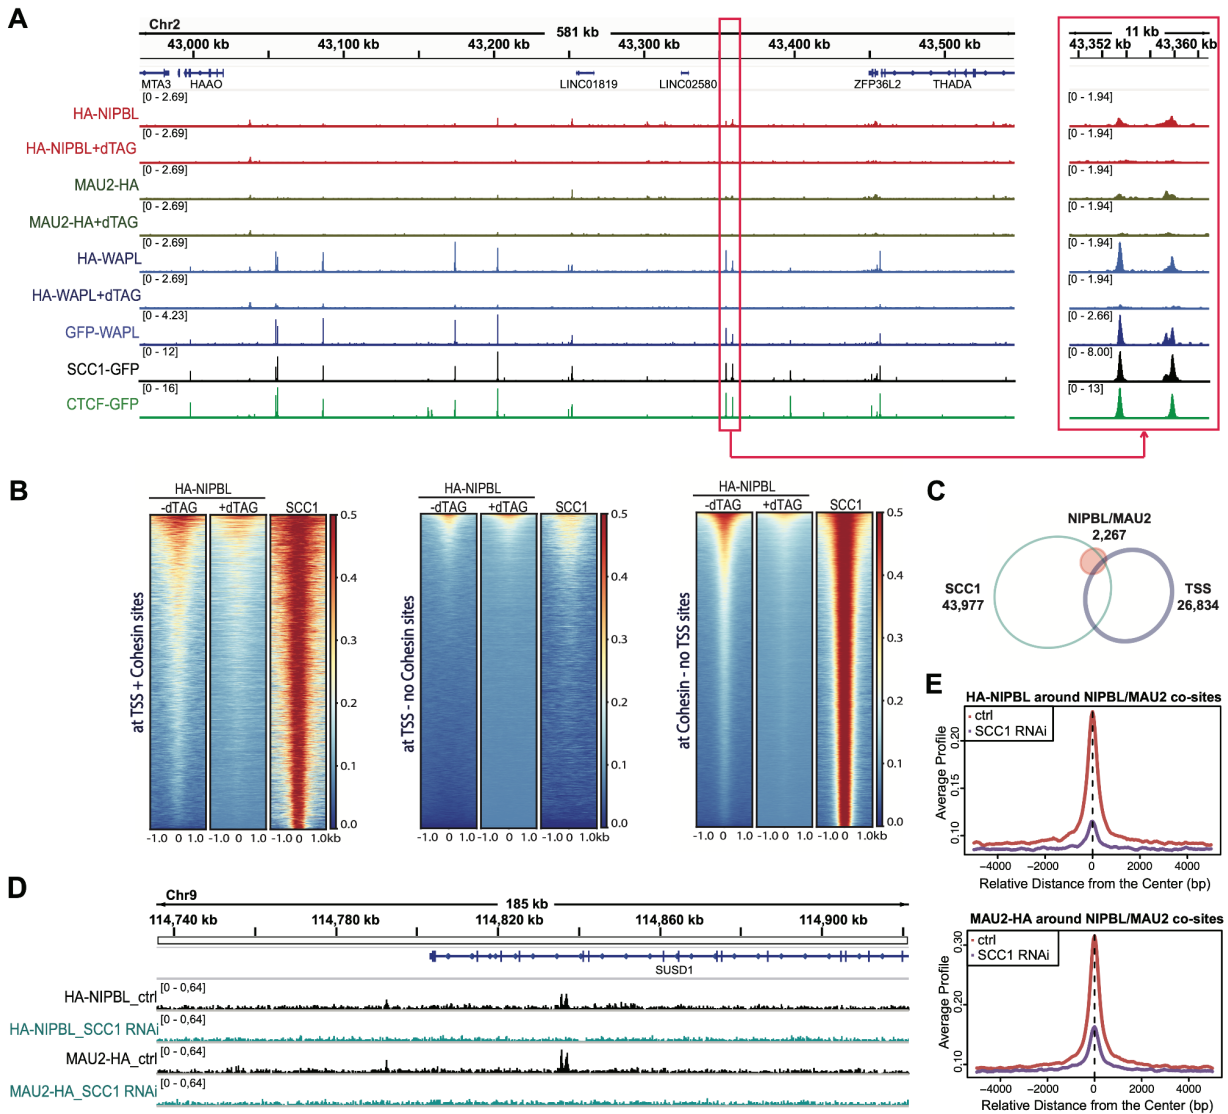 A
Chr2
581 kb
43,000 kb 43,100 kb 43,200 kb 43,300 kb 43,400 kb 43,500 kb
MTA3 HAAO LINC01819 LINC02580 ZFP36L2 THADA
11 kb
43,352 kb 43,360 kb
HA-NIPBL [0 - 2.69] [0 - 1.94]
HA-NIPBL+dTAG [0 - 2.69] [0 - 1.94]
MAU2-HA [0 - 2.69] [0 - 1.94]
MAU2-HA+dTAG [0 - 2.69] [0 - 1.94]
HA-WAPL [0 - 2.69] [0 - 1.94]
HA-WAPL+dTAG [0 - 2.69] [0 - 1.94]
GFP-WAPL [0 - 4.23] [0 - 2.66]
SCC1-GFP [0 - 12] [0 - 8.00]
CTCF-GFP [0 - 16] [0 - 13]
B
HA-NIPBL
-dTAG +dTAG SCC1
at TSS + Cohesin sites
0.5
0.4
0.3
0.2
0.1
0.0
-1.0 0 1.0 -1.0 0 1.0 -1.0 0 1.0kb
HA-NIPBL
-dTAG +dTAG SCC1
at TSS - no Cohesin sites
0.5
0.4
0.3
0.2
0.1
0.0
-1.0 0 1.0 -1.0 0 1.0 -1.0 0 1.0kb
HA-NIPBL
-dTAG +dTAG SCC1
at Cohesin - no TSS sites
0.5
0.4
0.3
0.2
0.1
0.0
-1.0 0 1.0 -1.0 0 1.0 -1.0 0 1.0kb
C
NIPBL/MAU2
2,267
SCC1
43,977
TSS
26,834
D
Chr9
185 kb
114,740 kb 114,780 kb 114,820 kb 114,860 kb 114,900 kb
SUSD1
HA-NIPBL_ctrl [0 - 0,64]
HA-NIPBL_SCC1 RNAi [0 - 0,64]
MAU2-HA_ctrl [0 - 0,64]
MAU2-HA_SCC1 RNAi [0 - 0,64]
E
HA-NIPBL around NIPBL/MAU2 co-sites
ctrl
SCC1 RNAi
Average Profile
0.20
0.15
0.10
−4000 −2000 0 2000 4000
Relative Distance from the Center (bp)
MAU2-HA around NIPBL/MAU2 co-sites
ctrl
SCC1 RNAi
Average Profile
0.30
0.20
0.10
−4000 −2000 0 2000 4000
Relative Distance from the Center (bp)